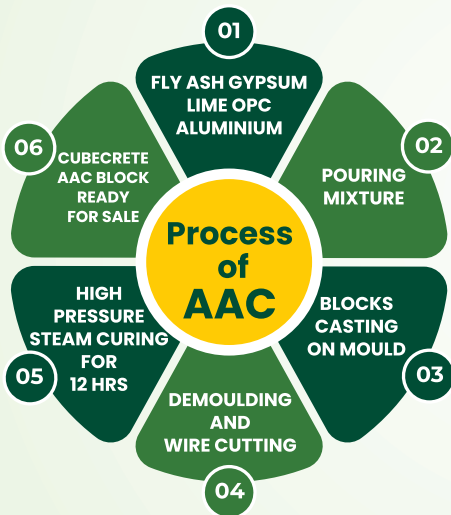 Process
of
AAC
01
FLY ASH GYPSUM
LIME OPC
ALUMINIUM
02
POURING
MIXTURE
03
BLOCKS
CASTING
ON MOULD
04
DEMOULDING
AND
WIRE CUTTING
05
HIGH
PRESSURE
STEAM CURING
FOR
12 HRS
06
CUBECRETE
AAC BLOCK
READY
FOR SALE